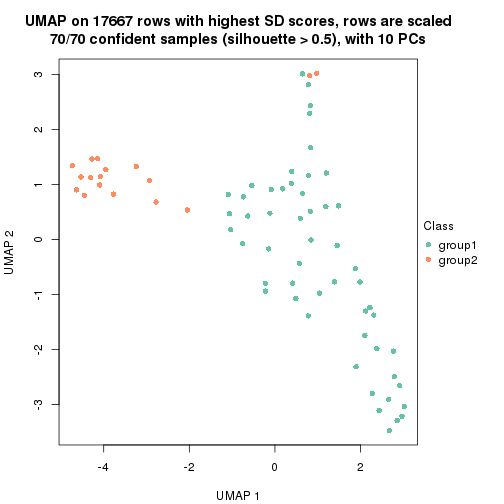 UMAP on 17667 rows with highest SD scores, rows are scaled
70/70 confident samples (silhouette > 0.5), with 10 PCs
3
2
1
0
-1
-2
-3
UMAP 2
-4
-2
0
2
UMAP 1
Class
group1
group2